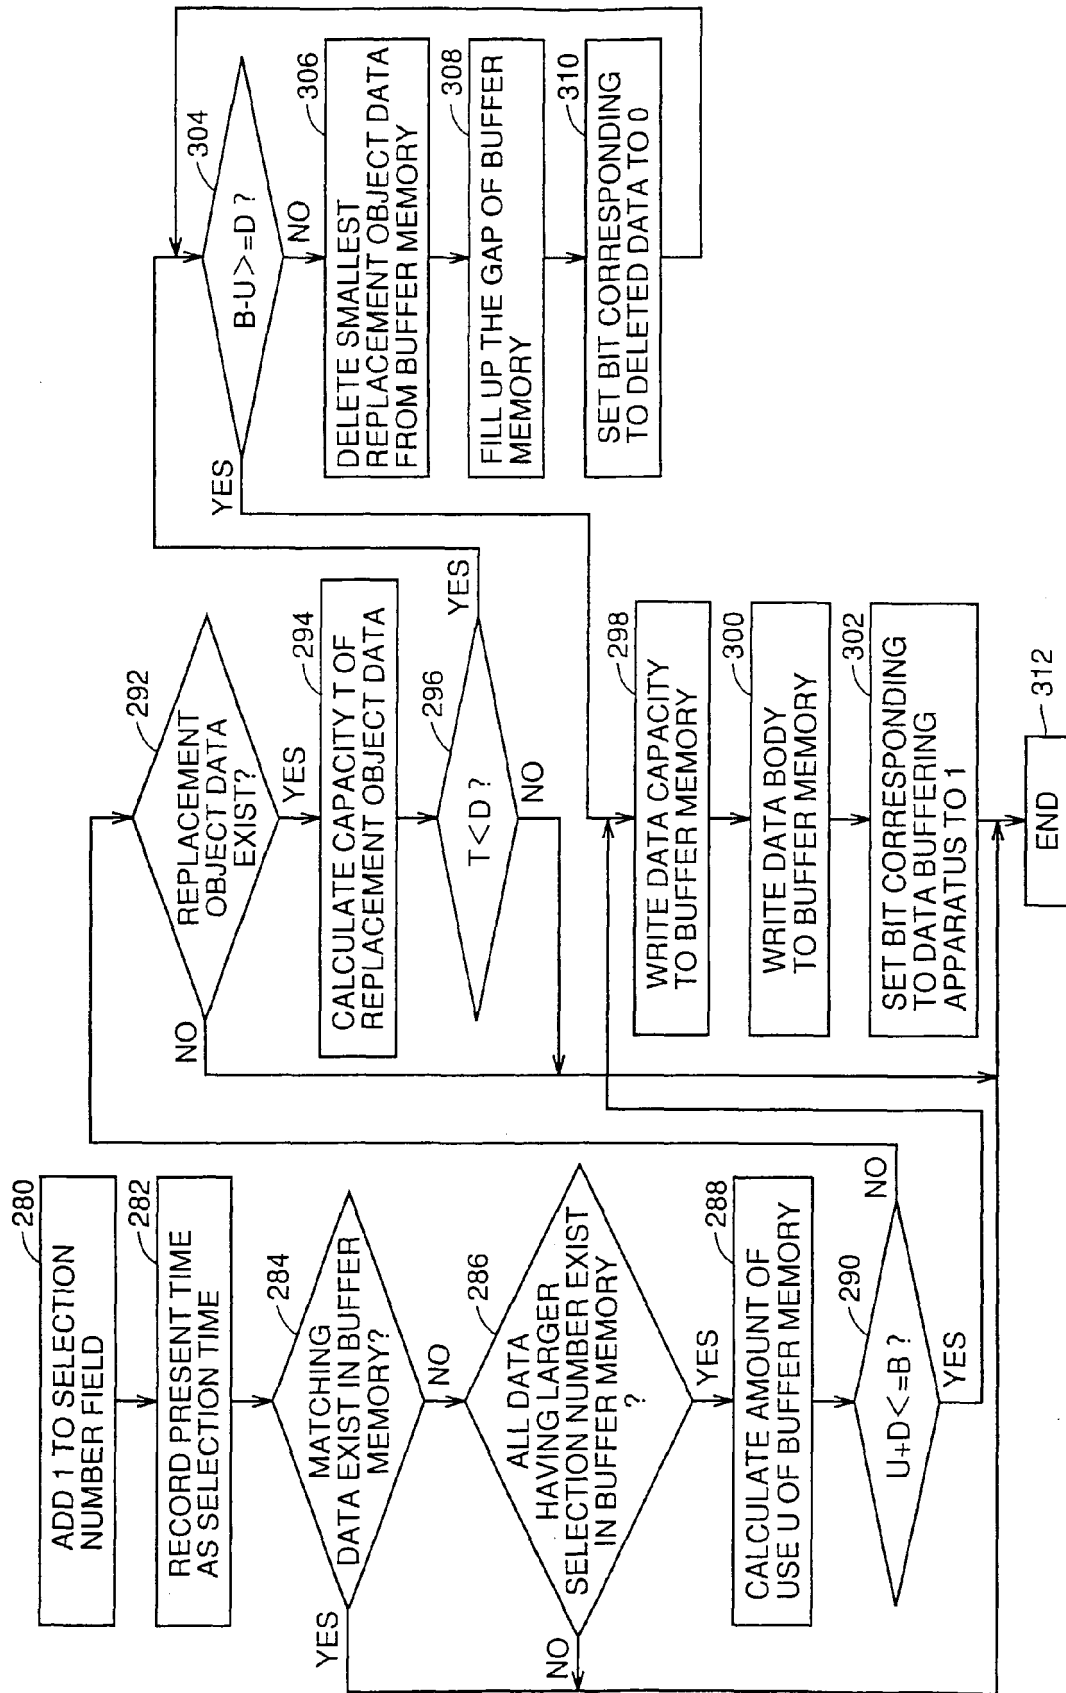 280
ADD 1 TO SELECTION
NUMBER FIELD
282
RECORD PRESENT TIME
AS SELECTION TIME
284
MATCHING
DATA EXIST IN BUFFER
MEMORY?
YES
NO
286
ALL DATA
HAVING LARGER
SELECTION NUMBER EXIST
IN BUFFER MEMORY
?
NO
YES
288
CALCULATE AMOUNT OF
USE U OF BUFFER MEMORY
290
U+D<=B ?
NO
YES
292
REPLACEMENT
OBJECT DATA
EXIST?
NO
YES
294
CALCULATE CAPACITY T OF
REPLACEMENT OBJECT DATA
296
T<D ?
YES
NO
298
WRITE DATA CAPACITY
TO BUFFER MEMORY
300
WRITE DATA BODY
TO BUFFER MEMORY
302
SET BIT CORRESPONDING
TO DATA BUFFERING
APPARATUS TO 1
312
END
304
B-U>=D ?
YES
NO
306
DELETE SMALLEST
REPLACEMENT OBJECT DATA
FROM BUFFER MEMORY
308
FILL UP THE GAP OF BUFFER
MEMORY
310
SET BIT CORRESPONDING
TO DELETED DATA TO 0